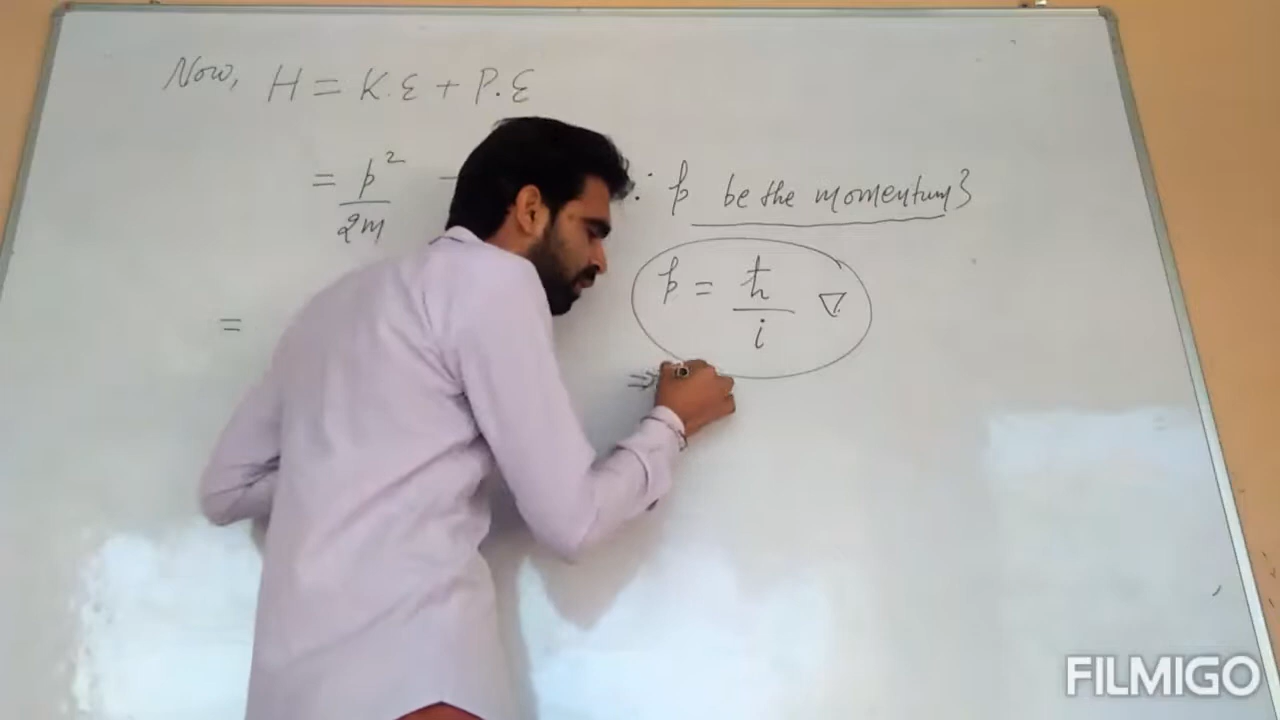 Now, H = K.E + P.E
= p² / 2m ∵ p be the momentum}
p = ħ / i ∇
=
⇒
FILMIGO